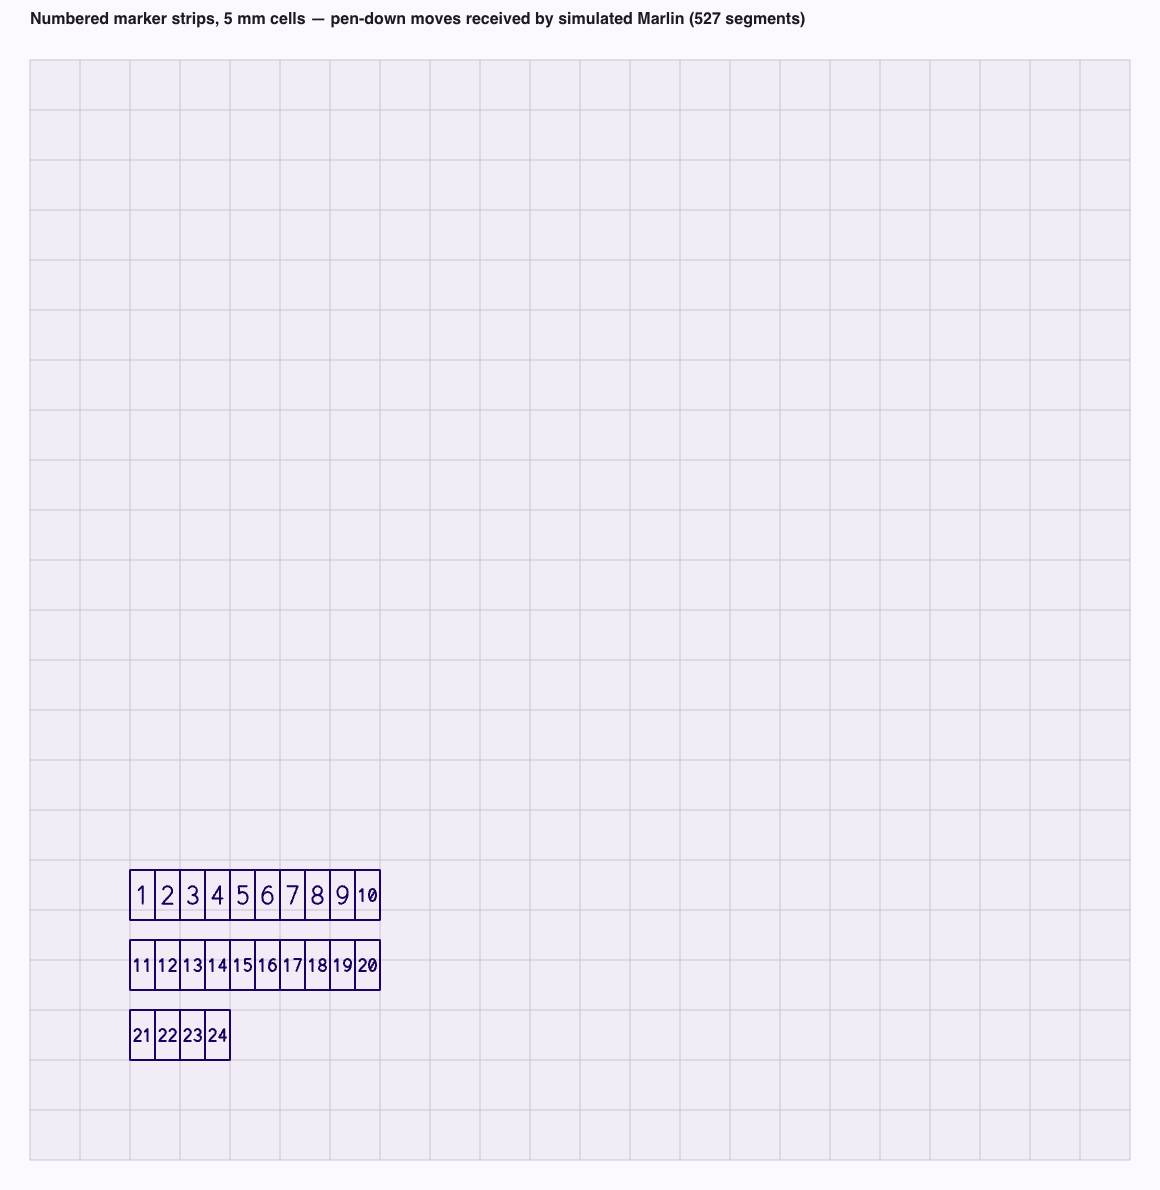 Numbered marker strips, 5 mm cells — pen-down moves received by simulated Marlin (527 segments)
1 2 3 4 5 6 7 8 9 10
11 12 13 14 15 16 17 18 19 20
21 22 23 24